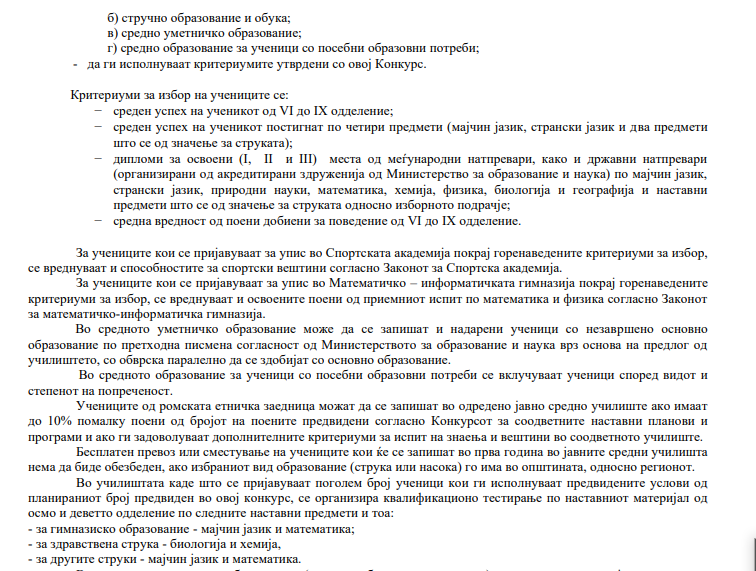 б) стручно образование и обука;
в) средно уметничко образование;
г) средно образование за ученици со посебни образовни потреби;
- да ги исполнуваат критериумите утврдени со овој Конкурс.
Критериуми за избор на учениците се:
− среден успех на ученикот од VI до IX одделение;
− среден успех на ученикот постигнат по четири предмети (мајчин јазик, странски јазик и два предмети
што се од значење за струката);
− дипломи за освоени (I, II и III) места од меѓународни натпревари, како и државни натпревари
(организирани од акредитирани здруженија од Министерство за образование и наука) по мајчин јазик,
странски јазик, природни науки, математика, хемија, физика, биологија и географија и наставни
предмети што се од значење за струката односно изборното подрачје;
− средна вредност од поени добиени за поведение од VI до IX одделение.
За учениците кои се пријавуваат за упис во Спортската академија покрај горенаведените критериуми за избор,
се вреднуваат и способностите за спортски вештини согласно Законот за Спортска академија.
За учениците кои се пријавуваат за упис во Математичко – информатичката гимназија покрај горенаведените
критериуми за избор, се вреднуваат и освоените поени од приемниот испит по математика и физика согласно Законот
за математичко-информатичка гимназија.
Во средното уметничко образование може да се запишат и надарени ученици со незавршено основно
образование по претходна писмена согласност од Министерството за образование и наука врз основа на предлог од
училиштето, со обврска паралелно да се здобијат со основно образование.
Во средното образование за ученици со посебни образовни потреби се вклучуваат ученици според видот и
степенот на попреченост.
Учениците од ромската етничка заедница можат да се запишат во одредено јавно средно училиште ако имаат
до 10% помалку поени од бројот на поените предвидени согласно Конкурсот за соодветните наставни планови и
програми и ако ги задоволуваат дополнителните критериуми за испит на знаења и вештини во соодветното училиште.
Бесплатен превоз или сместување на учениците кои ќе се запишат во прва година во јавните средни училишта
нема да биде обезбеден, ако избраниот вид образование (струка или насока) го има во општината, односно регионот.
Во училиштата каде што се пријавуваат поголем број ученици кои ги исполнуваат предвидените услови од
планираниот број предвиден во овој конкурс, се организира квалификационо тестирање по наставниот материјал од
осмо и деветто одделение по следните наставни предмети и тоа:
- за гимназиско образование - мајчин јазик и математика;
- за здравствена струка - биологија и хемија,
- за другите струки - мајчин јазик и математика.